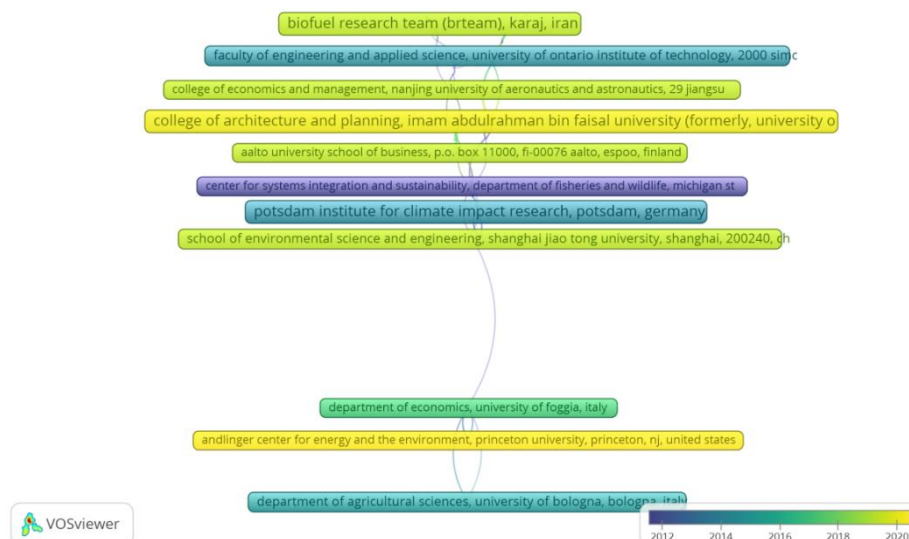 biofuel research team (brteam), karaj, iran
faculty of engineering and applied science, university of ontario institute of technology, 2000 simc
college of economics and management, nanjing university of aeronautics and astronautics, 29 jiangsu
college of architecture and planning, imam abdulrahman bin faisal university (formerly, university o
aalto university school of business, p.o. box 11000, fi-00076 aalto, espoo, finland
center for systems integration and sustainability, department of fisheries and wildlife, michigan st
potsdam institute for climate impact research, potsdam, germany
school of environmental science and engineering, shanghai jiao tong university, shanghai, 200240, ch
department of economics, university of foggia, italy
andlinger center for energy and the environment, princeton university, princeton, nj, united states
department of agricultural sciences, university of bologna, bologna, italy
VOSviewer
2012 2014 2016 2018 2020